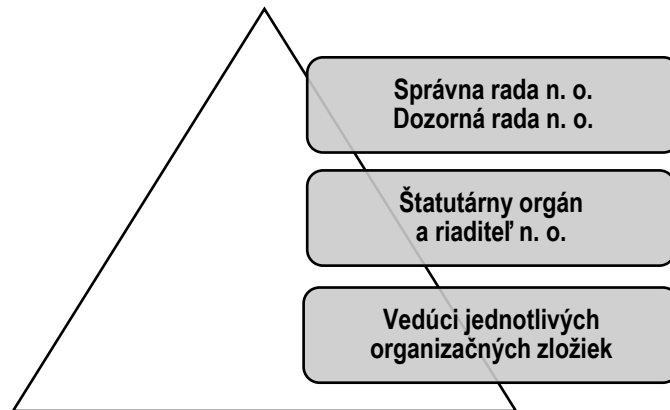 Správna rada n. o.
Dozorná rada n. o.
Štatutárny orgán
a riaditeľ n. o.
Vedúci jednotlivých
organizačných zložiek